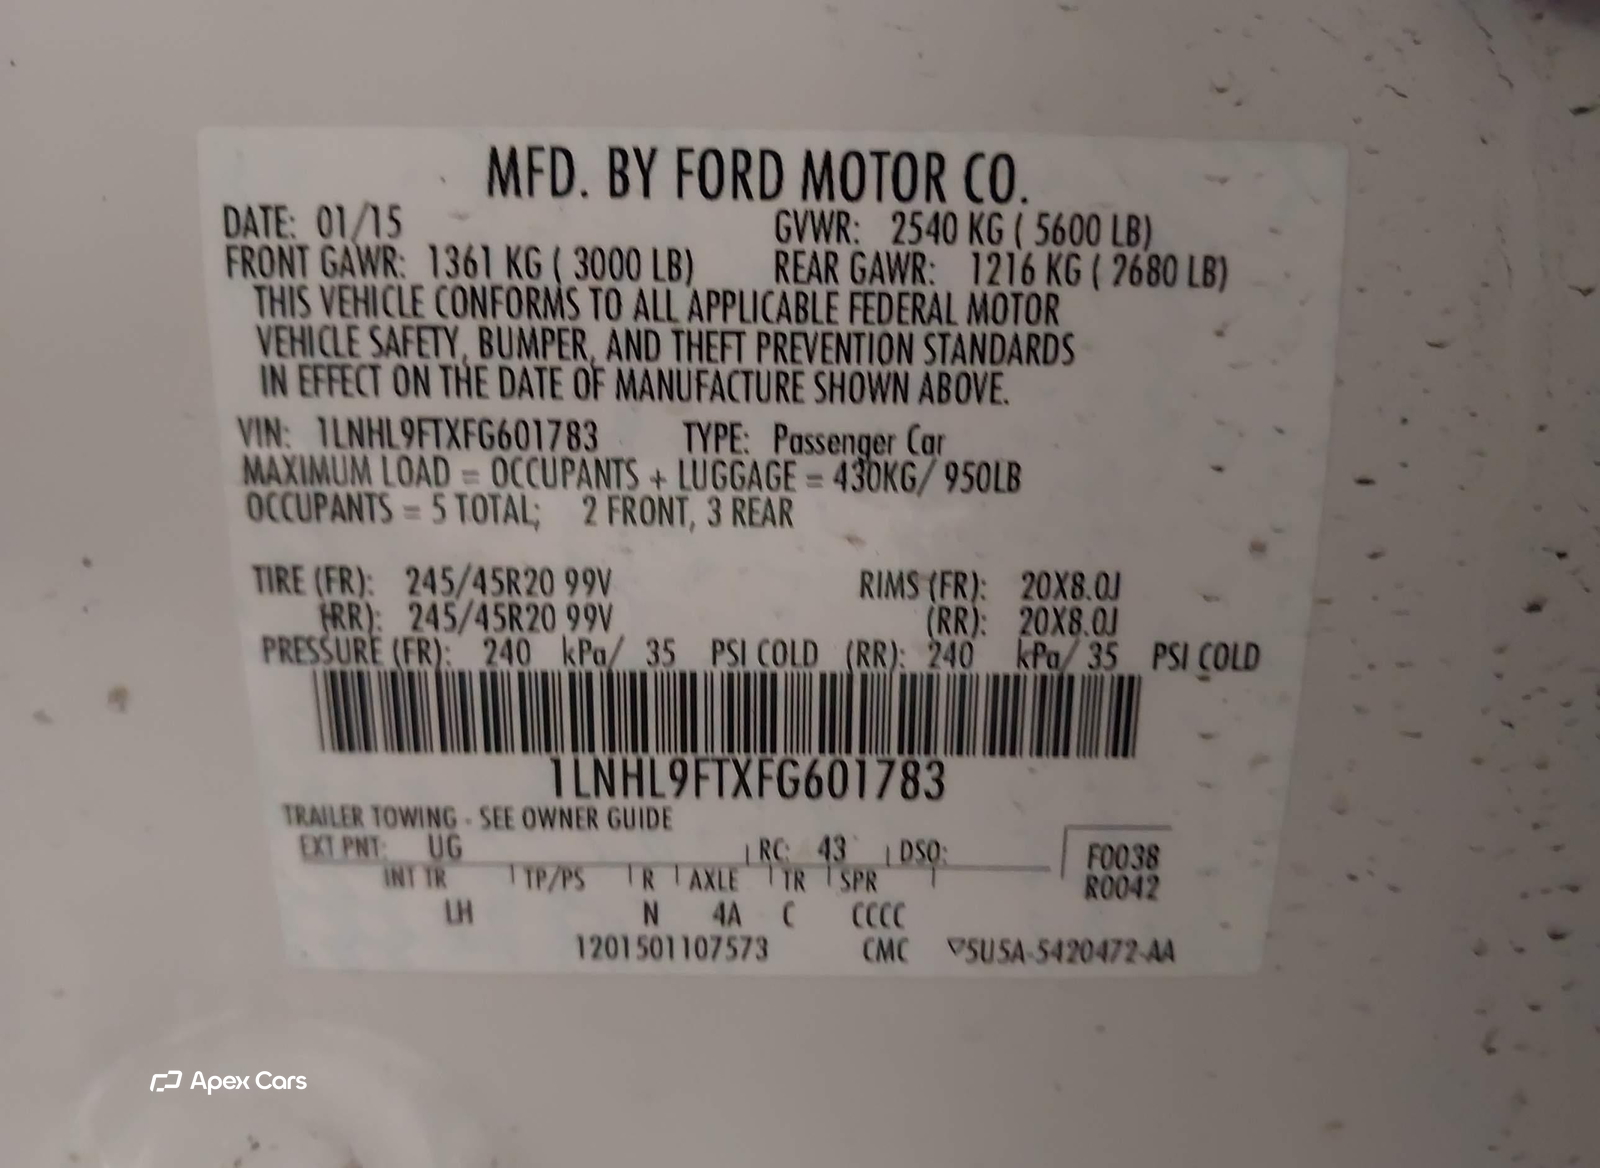 MFD. BY FORD MOTOR CO.
DATE: 01/15 GVWR: 2540 KG ( 5600 LB)
FRONT GAWR: 1361 KG ( 3000 LB) REAR GAWR: 1216 KG ( 2680 LB)
THIS VEHICLE CONFORMS TO ALL APPLICABLE FEDERAL MOTOR
VEHICLE SAFETY, BUMPER, AND THEFT PREVENTION STANDARDS
IN EFFECT ON THE DATE OF MANUFACTURE SHOWN ABOVE.
VIN: 1LNHL9FTXFG601783 TYPE: Passenger Car
MAXIMUM LOAD = OCCUPANTS + LUGGAGE = 430KG/ 950LB
OCCUPANTS = 5 TOTAL; 2 FRONT, 3 REAR
TIRE (FR): 245/45R20 99V RIMS (FR): 20X8.0J
(RR): 245/45R20 99V (RR): 20X8.0J
PRESSURE (FR): 240 kPa/ 35 PSI COLD (RR): 240 kPa/ 35 PSI COLD
1LNHL9FTXFG601783
TRAILER TOWING - SEE OWNER GUIDE
EXT PNT: UG RC: 43 DSO: F0038
INT TR TP/PS R AXLE TR SPR R0042
LH N 4A C CCCC
1201501107573 CMC ▽5U5A-5420472-AA
Apex Cars